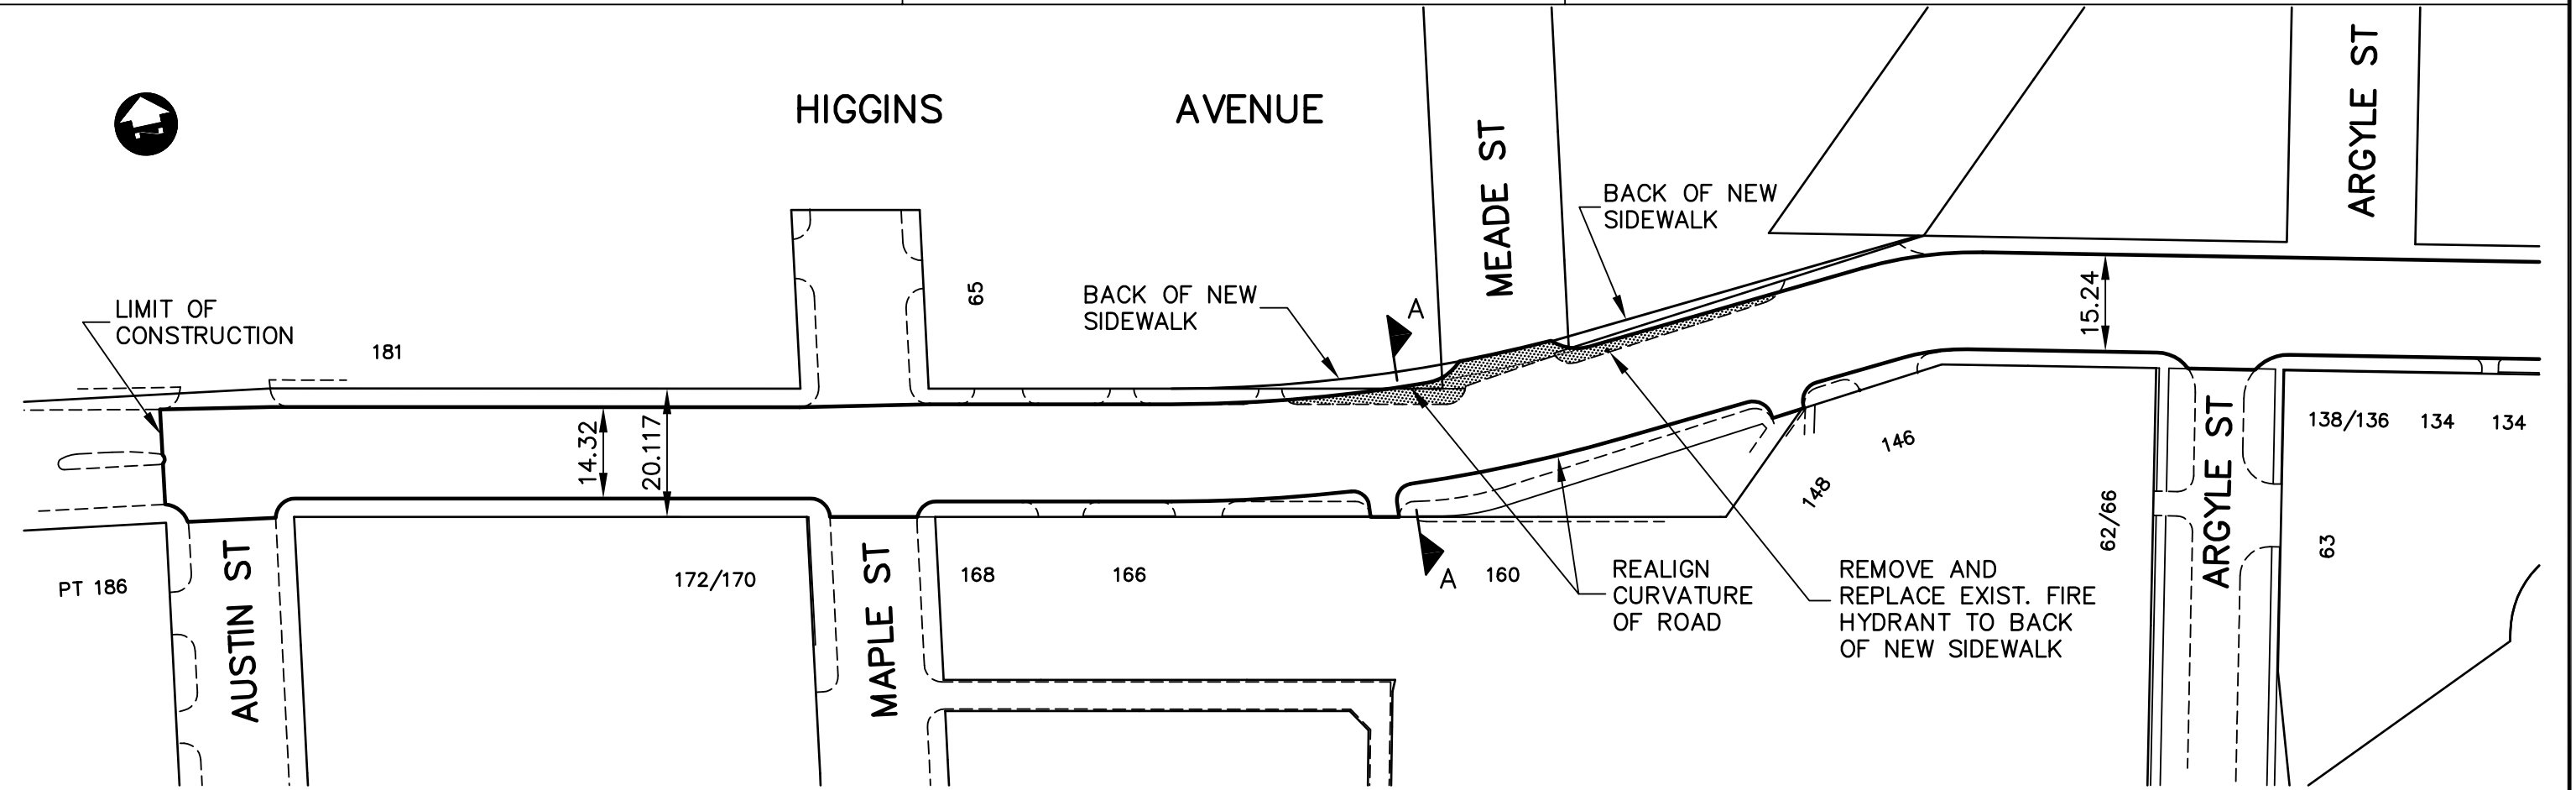 HIGGINS AVENUE
MEADE ST
ARGYLE ST
BACK OF NEW
SIDEWALK
BACK OF NEW
SIDEWALK
65
A
LIMIT OF
CONSTRUCTION
181
14.32
20.117
15.24
138/136 134 134
146
148
62/66
ARGYLE ST
63
PT 186
AUSTIN ST
172/170
MAPLE ST
168
166
A
160
REALIGN
CURVATURE
OF ROAD
REMOVE AND
REPLACE EXIST. FIRE
HYDRANT TO BACK
OF NEW SIDEWALK